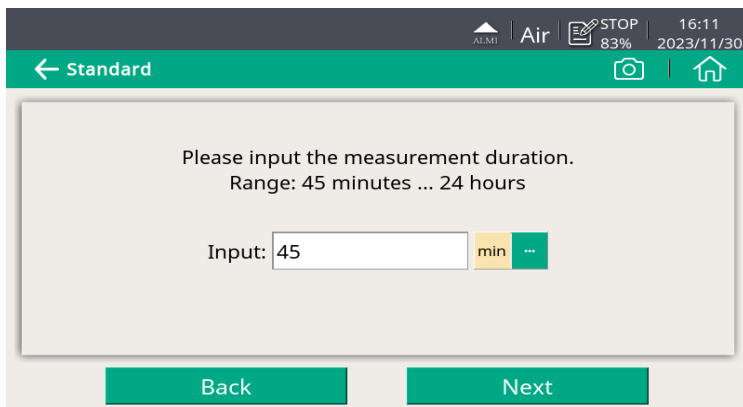 ALMI
Air
STOP
83%
16:11
2023/11/30
Standard
Please input the measurement duration.
Range: 45 minutes ... 24 hours
Input: 45 min ...
Back
Next